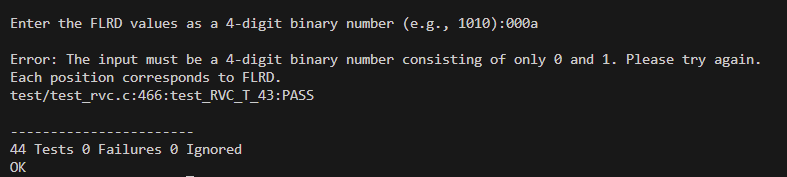 Enter the FLRD values as a 4-digit binary number (e.g., 1010):000a
Error: The input must be a 4-digit binary number consisting of only 0 and 1. Please try again.
Each position corresponds to FLRD.
test/test_rvc.c:466:test_RVC_T_43:PASS
-----------------------
44 Tests 0 Failures 0 Ignored
OK